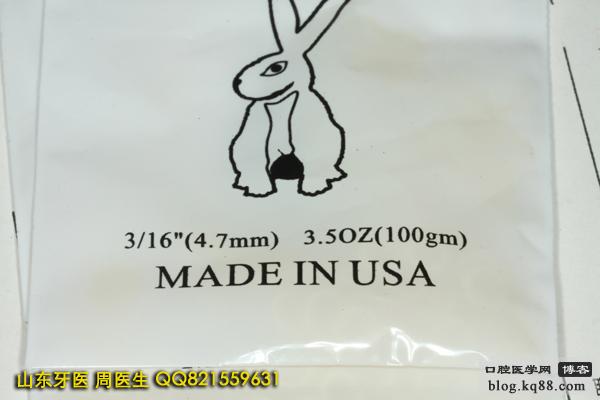 3/16"(4.7mm) 3.5OZ(100gm)
MADE IN USA
山东牙医 周医生 QQ821559631
口腔医学网 博客
blog.kq88.com